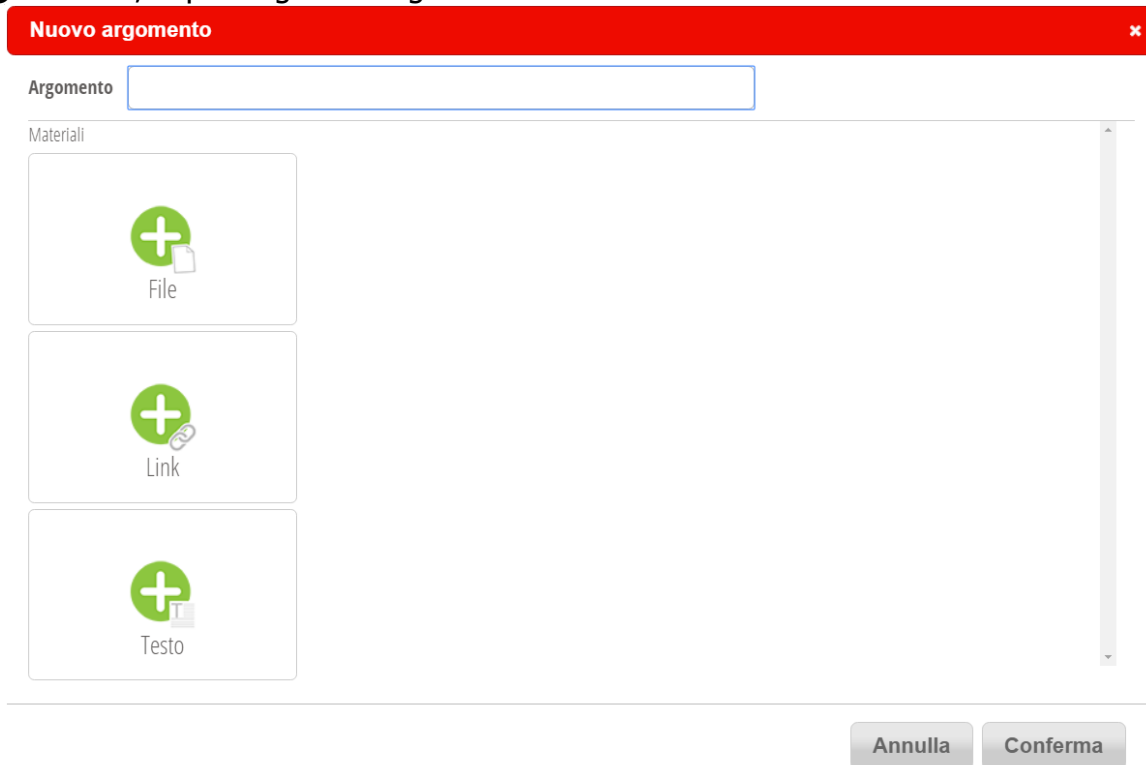 Nuovo argomento
Argomento
Materiali
File
Link
T
Testo
Annulla Conferma